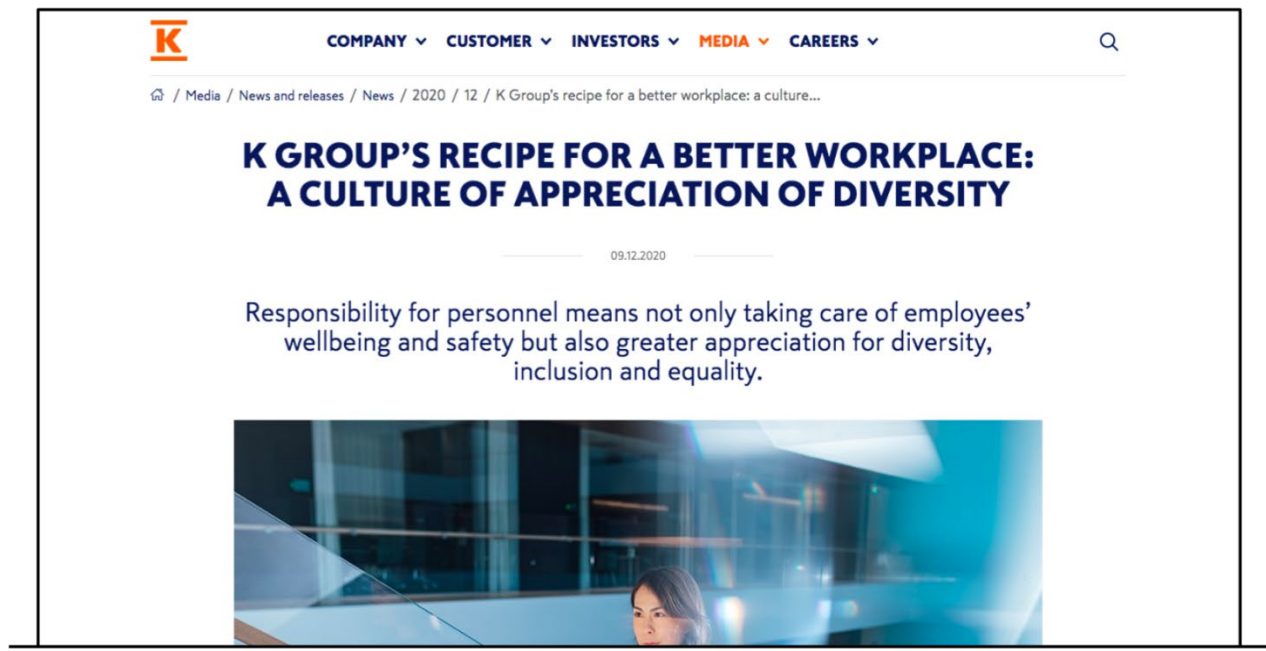 K
COMPANY CUSTOMER INVESTORS MEDIA CAREERS
/ Media / News and releases / News / 2020 / 12 / K Group's recipe for a better workplace: a culture...
K GROUP'S RECIPE FOR A BETTER WORKPLACE:
A CULTURE OF APPRECIATION OF DIVERSITY
09.12.2020
Responsibility for personnel means not only taking care of employees'
wellbeing and safety but also greater appreciation for diversity,
inclusion and equality.